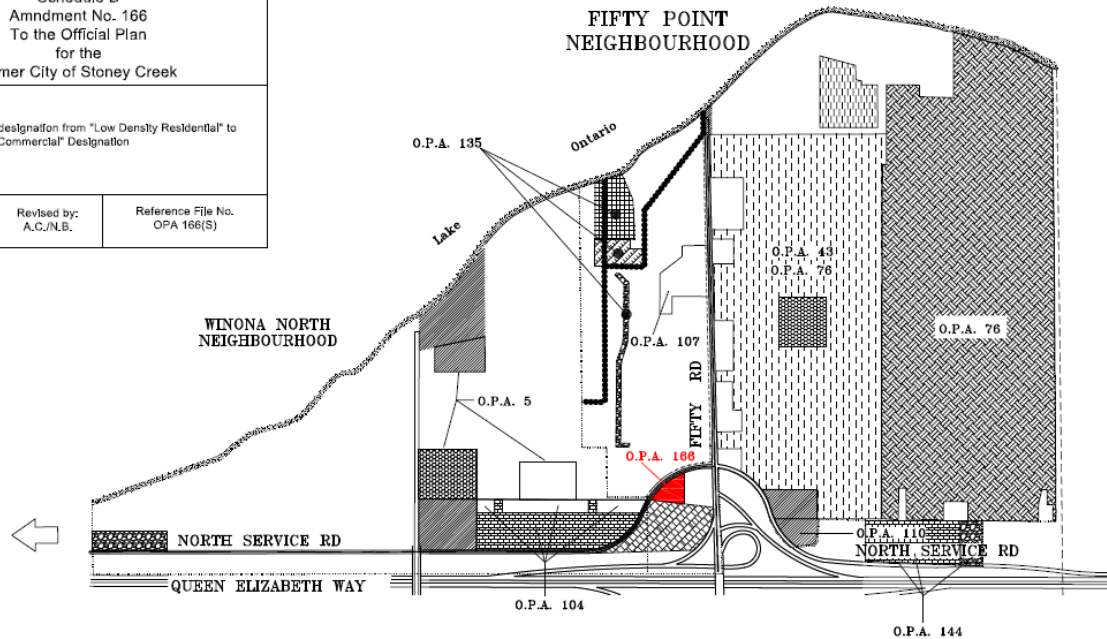 Amndment No. 166
To the Official Plan
for the
City of Stoney Creek
designation from "Low Density Residential" to
Commercial" Designation
Revised by:
A.C./N.B.
Reference File No.
OPA 166(S)
FIFTY POINT
NEIGHBOURHOOD
O.P.A. 135
Ontario
Lake
WINONA NORTH
NEIGHBOURHOOD
O.P.A. 43
O.P.A. 76
O.P.A. 76
O.P.A. 107
FIFTY RD
O.P.A. 5
O.P.A. 166
NORTH SERVICE RD
O.P.A. 110
NORTH SERVICE RD
QUEEN ELIZABETH WAY
O.P.A. 104
O.P.A. 144